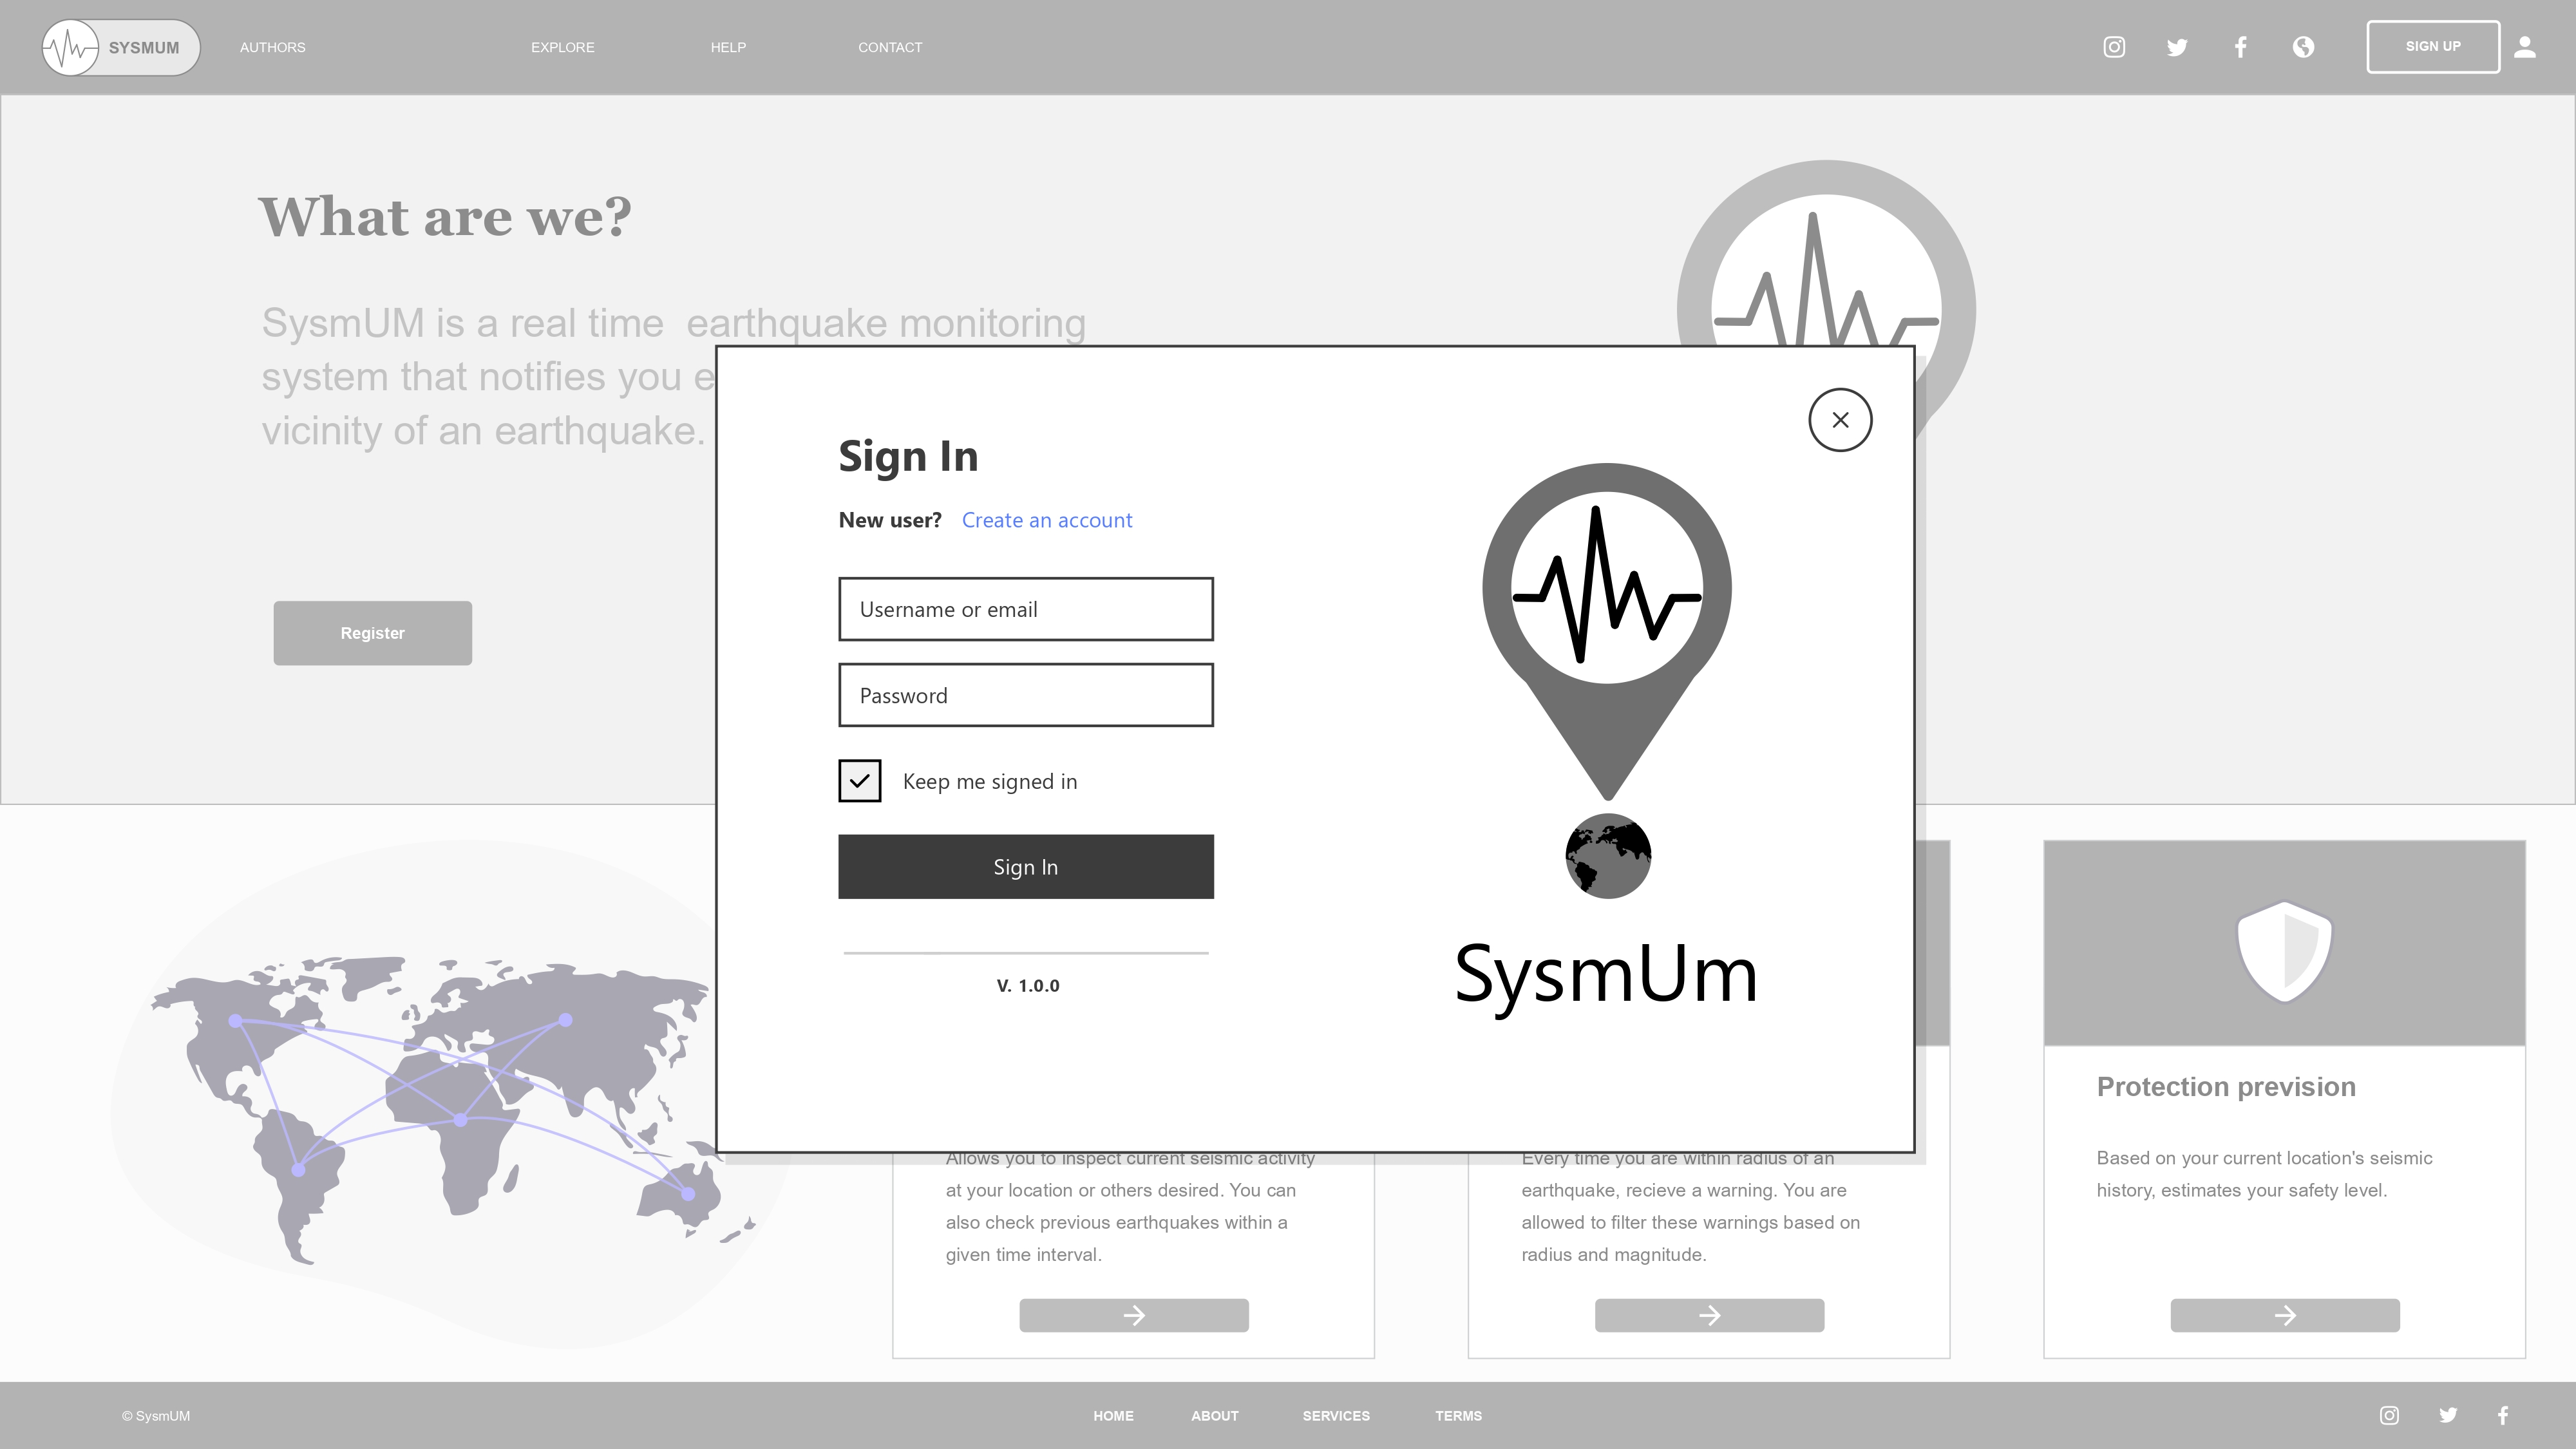 SYSMUM
AUTHORS
EXPLORE
HELP
CONTACT
SIGN UP
What are we?
SysmUM is a real time  earthquake monitoring
system that notifies you
vicinity of an earthquake.
Register
Sign In
New user? Create an account
Username or email
Password
Keep me signed in
Sign In
V. 1.0.0
SysmUm
Allows you to inspect current seismic activity
at your location or others desired. You can
also check previous earthquakes within a
given time interval.
Every time you are within radius of an
earthquake, recieve a warning. You are
allowed to filter these warnings based on
radius and magnitude.
Protection prevision
Based on your current location's seismic
history, estimates your safety level.
© SysmUM
HOME
ABOUT
SERVICES
TERMS